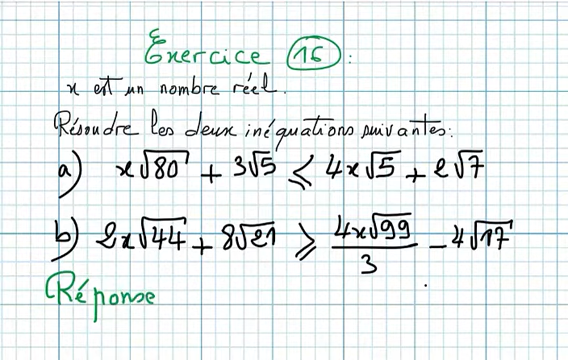 Exercice 16 :
x est un nombre réel.
Résoudre les deux inéquations suivantes:
a) x√80 + 3√5 ⩽ 4x√5 + 2√7
b) 2x√44 + 8√21 ⩾ 4x√99/3 - 4√17
Réponse